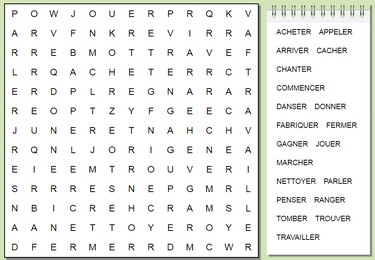 P O W J O U E R P R Q K V
A R V F N K R E V I R R A
R R E B M O T T R A V E F
L R Q A C H E T E R R C T
E R D P L R E G N A R A R
R E O P T Z Y F G E E C A
J U N E R E T N A H C H V
R Q N L J O R I G E N E A
E I E E M T R O U V E R I
S R R R E S N E P G M R L
N B I C R E H C R A M S L
A A N E T T O Y E R O Y E
D F E R M E R R D M C W R
ACHETER APPELER
ARRIVER CACHER
CHANTER
COMMENCER
DANSER DONNER
FABRIQUER FERMER
GAGNER JOUER
MARCHER
NETTOYER PARLER
PENSER RANGER
TOMBER TROUVER
TRAVAILLER